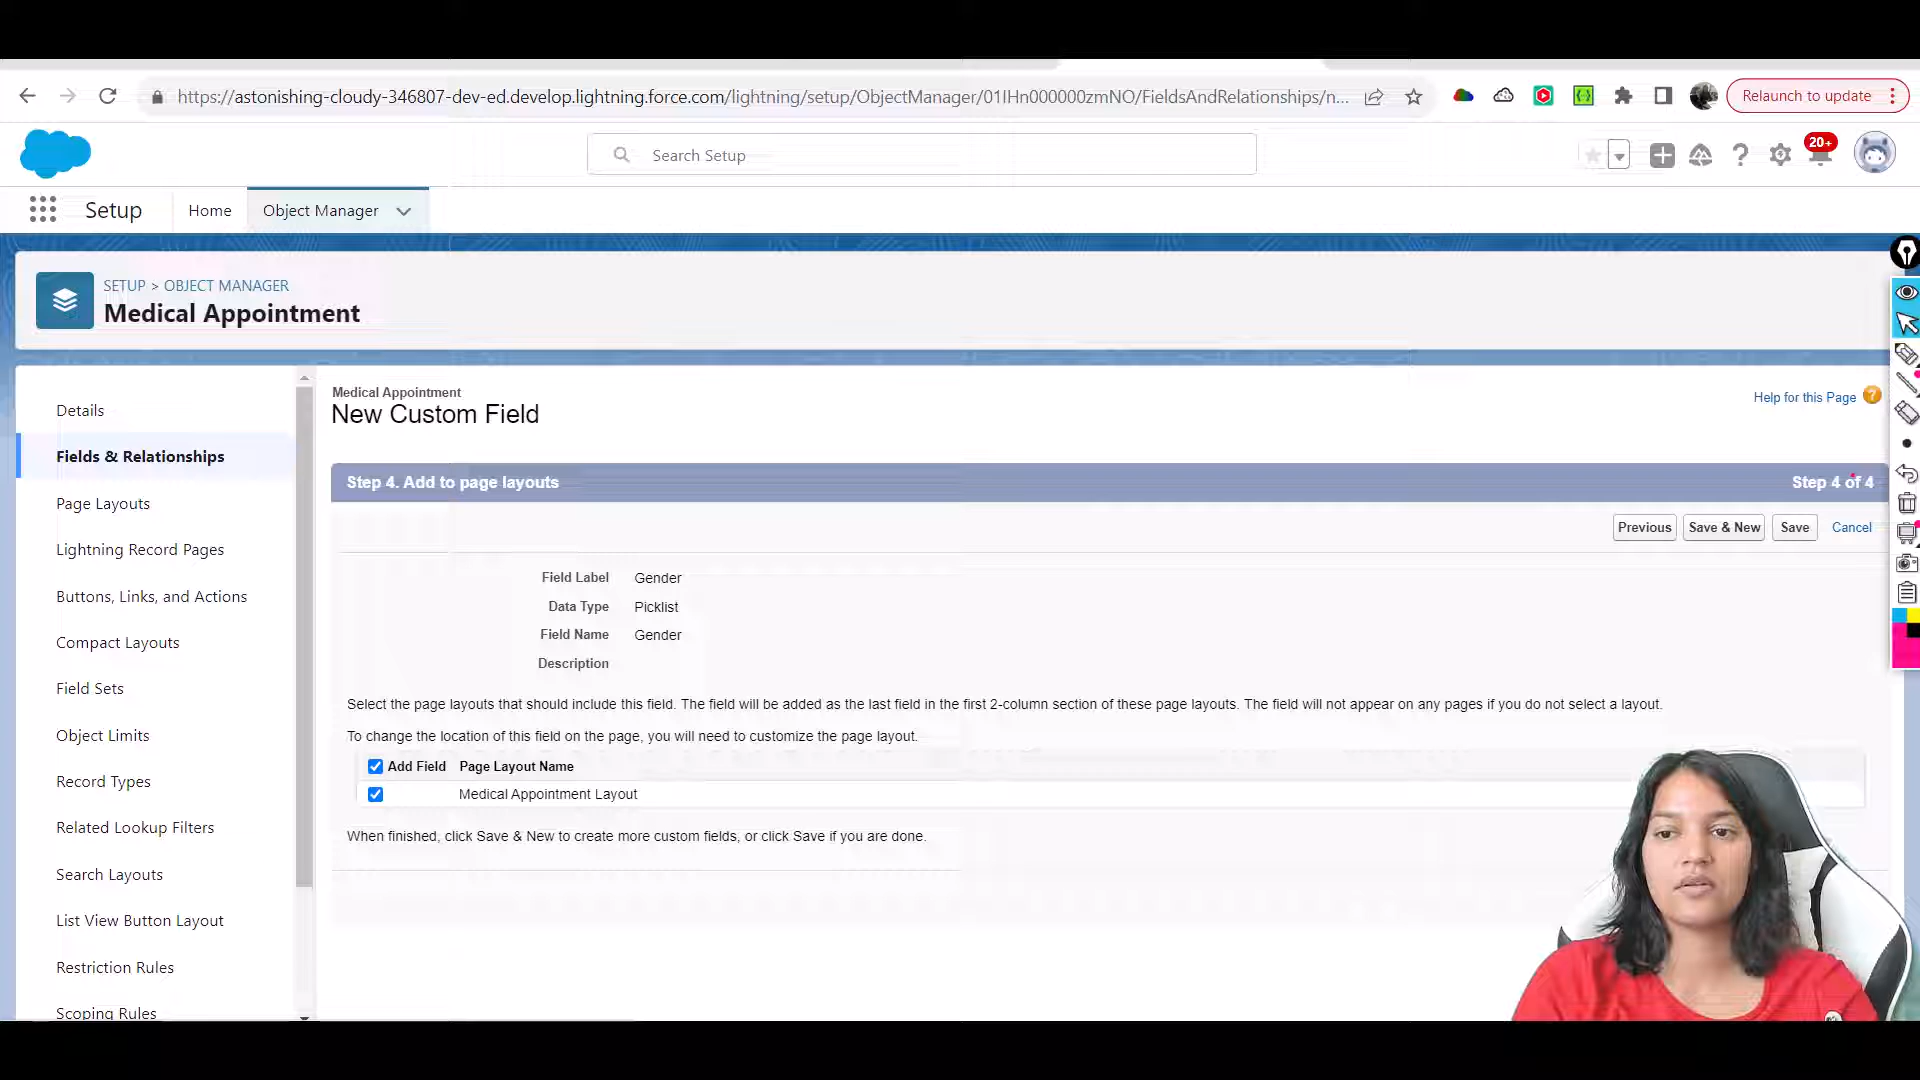 https://astonishing-cloudy-346807-dev-ed.develop.lightning.force.com/lightning/setup/ObjectManager/01IHn000000zmNO/FieldsAndRelationships/n...
Relaunch to update
Search Setup
20+
Setup
Home
Object Manager
SETUP > OBJECT MANAGER
Medical Appointment
Details
Fields & Relationships
Page Layouts
Lightning Record Pages
Buttons, Links, and Actions
Compact Layouts
Field Sets
Object Limits
Record Types
Related Lookup Filters
Search Layouts
List View Button Layout
Restriction Rules
Scoping Rules
Medical Appointment
New Custom Field
Help for this Page ?
Step 4. Add to page layouts
Step 4 of 4
Previous
Save & New
Save
Cancel
Field Label Gender
Data Type Picklist
Field Name Gender
Description
Select the page layouts that should include this field. The field will be added as the last field in the first 2-column section of these page layouts. The field will not appear on any pages if you do not select a layout.
To change the location of this field on the page, you will need to customize the page layout.
Add Field Page Layout Name
Medical Appointment Layout
When finished, click Save & New to create more custom fields, or click Save if you are done.